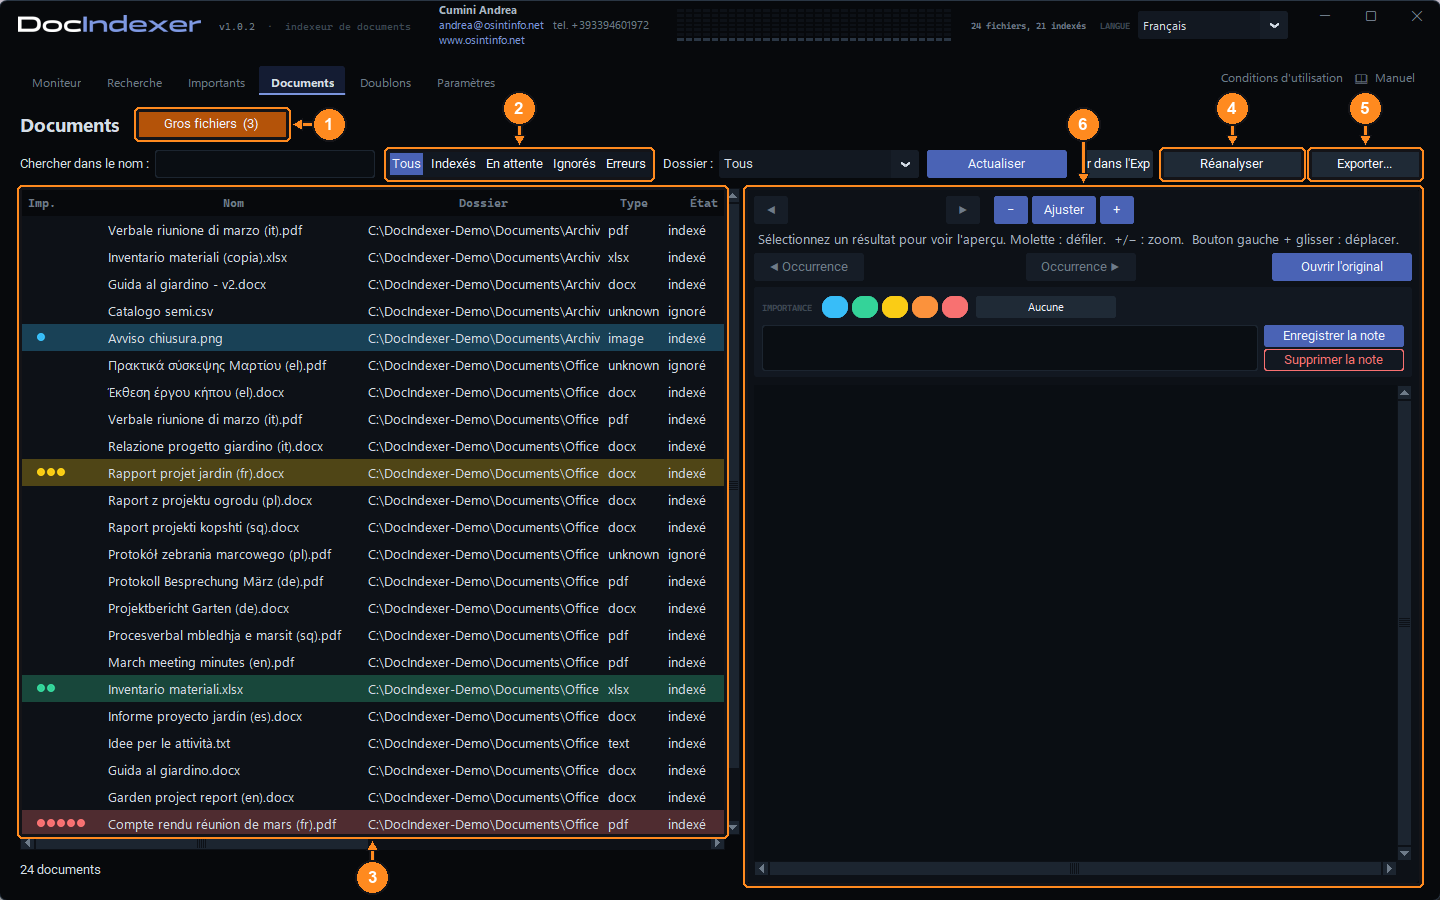 DocIndexer v1.0.2 · indexeur de documents
Cumini Andrea
andrea@osintinfo.net tel. +393394601972
www.osintinfo.net
24 fichiers, 21 indexés LANGUE Français
Moniteur Recherche Importants Documents Doublons Paramètres
Conditions d'utilisation Manuel
Documents Gros fichiers (3) 1 2 6 4 5
Chercher dans le nom : Tous Indexés En attente Ignorés Erreurs Dossier : Tous Actualiser r dans l'Exp Réanalyser Exporter...
Imp. Nom Dossier Type État
Verbale riunione di marzo (it).pdf C:\DocIndexer-Demo\Documents\Archiv pdf indexé
Inventario materiali (copia).xlsx C:\DocIndexer-Demo\Documents\Archiv xlsx indexé
Guida al giardino - v2.docx C:\DocIndexer-Demo\Documents\Archiv docx indexé
Catalogo semi.csv C:\DocIndexer-Demo\Documents\Archiv unknown ignoré
Avviso chiusura.png C:\DocIndexer-Demo\Documents\Archiv image indexé
Πρακτικά σύσκεψης Μαρτίου (el).pdf C:\DocIndexer-Demo\Documents\Office unknown ignoré
Έκθεση έργου κήπου (el).docx C:\DocIndexer-Demo\Documents\Office docx indexé
Verbale riunione di marzo (it).pdf C:\DocIndexer-Demo\Documents\Office pdf indexé
Relazione progetto giardino (it).docx C:\DocIndexer-Demo\Documents\Office docx indexé
Rapport projet jardin (fr).docx C:\DocIndexer-Demo\Documents\Office docx indexé
Raport z projektu ogrodu (pl).docx C:\DocIndexer-Demo\Documents\Office docx indexé
Raport projekti kopshti (sq).docx C:\DocIndexer-Demo\Documents\Office docx indexé
Protokół zebrania marcowego (pl).pdf C:\DocIndexer-Demo\Documents\Office unknown ignoré
Protokoll Besprechung März (de).pdf C:\DocIndexer-Demo\Documents\Office pdf indexé
Projektbericht Garten (de).docx C:\DocIndexer-Demo\Documents\Office docx indexé
Procesverbal mbledhja e marsit (sq).pdf C:\DocIndexer-Demo\Documents\Office pdf indexé
March meeting minutes (en).pdf C:\DocIndexer-Demo\Documents\Office pdf indexé
Inventario materiali.xlsx C:\DocIndexer-Demo\Documents\Office xlsx indexé
Informe proyecto jardín (es).docx C:\DocIndexer-Demo\Documents\Office docx indexé
Idee per le attività.txt C:\DocIndexer-Demo\Documents\Office text indexé
Guida al giardino.docx C:\DocIndexer-Demo\Documents\Office docx indexé
Garden project report (en).docx C:\DocIndexer-Demo\Documents\Office docx indexé
Compte rendu réunion de mars (fr).pdf C:\DocIndexer-Demo\Documents\Office pdf indexé
24 documents
3
◄ ► − Ajuster +
Sélectionnez un résultat pour voir l'aperçu. Molette : défiler. +/− : zoom. Bouton gauche + glisser : déplacer.
◄ Occurrence Occurrence ► Ouvrir l'original
IMPORTANCE Aucune
Enregistrer la note
Supprimer la note